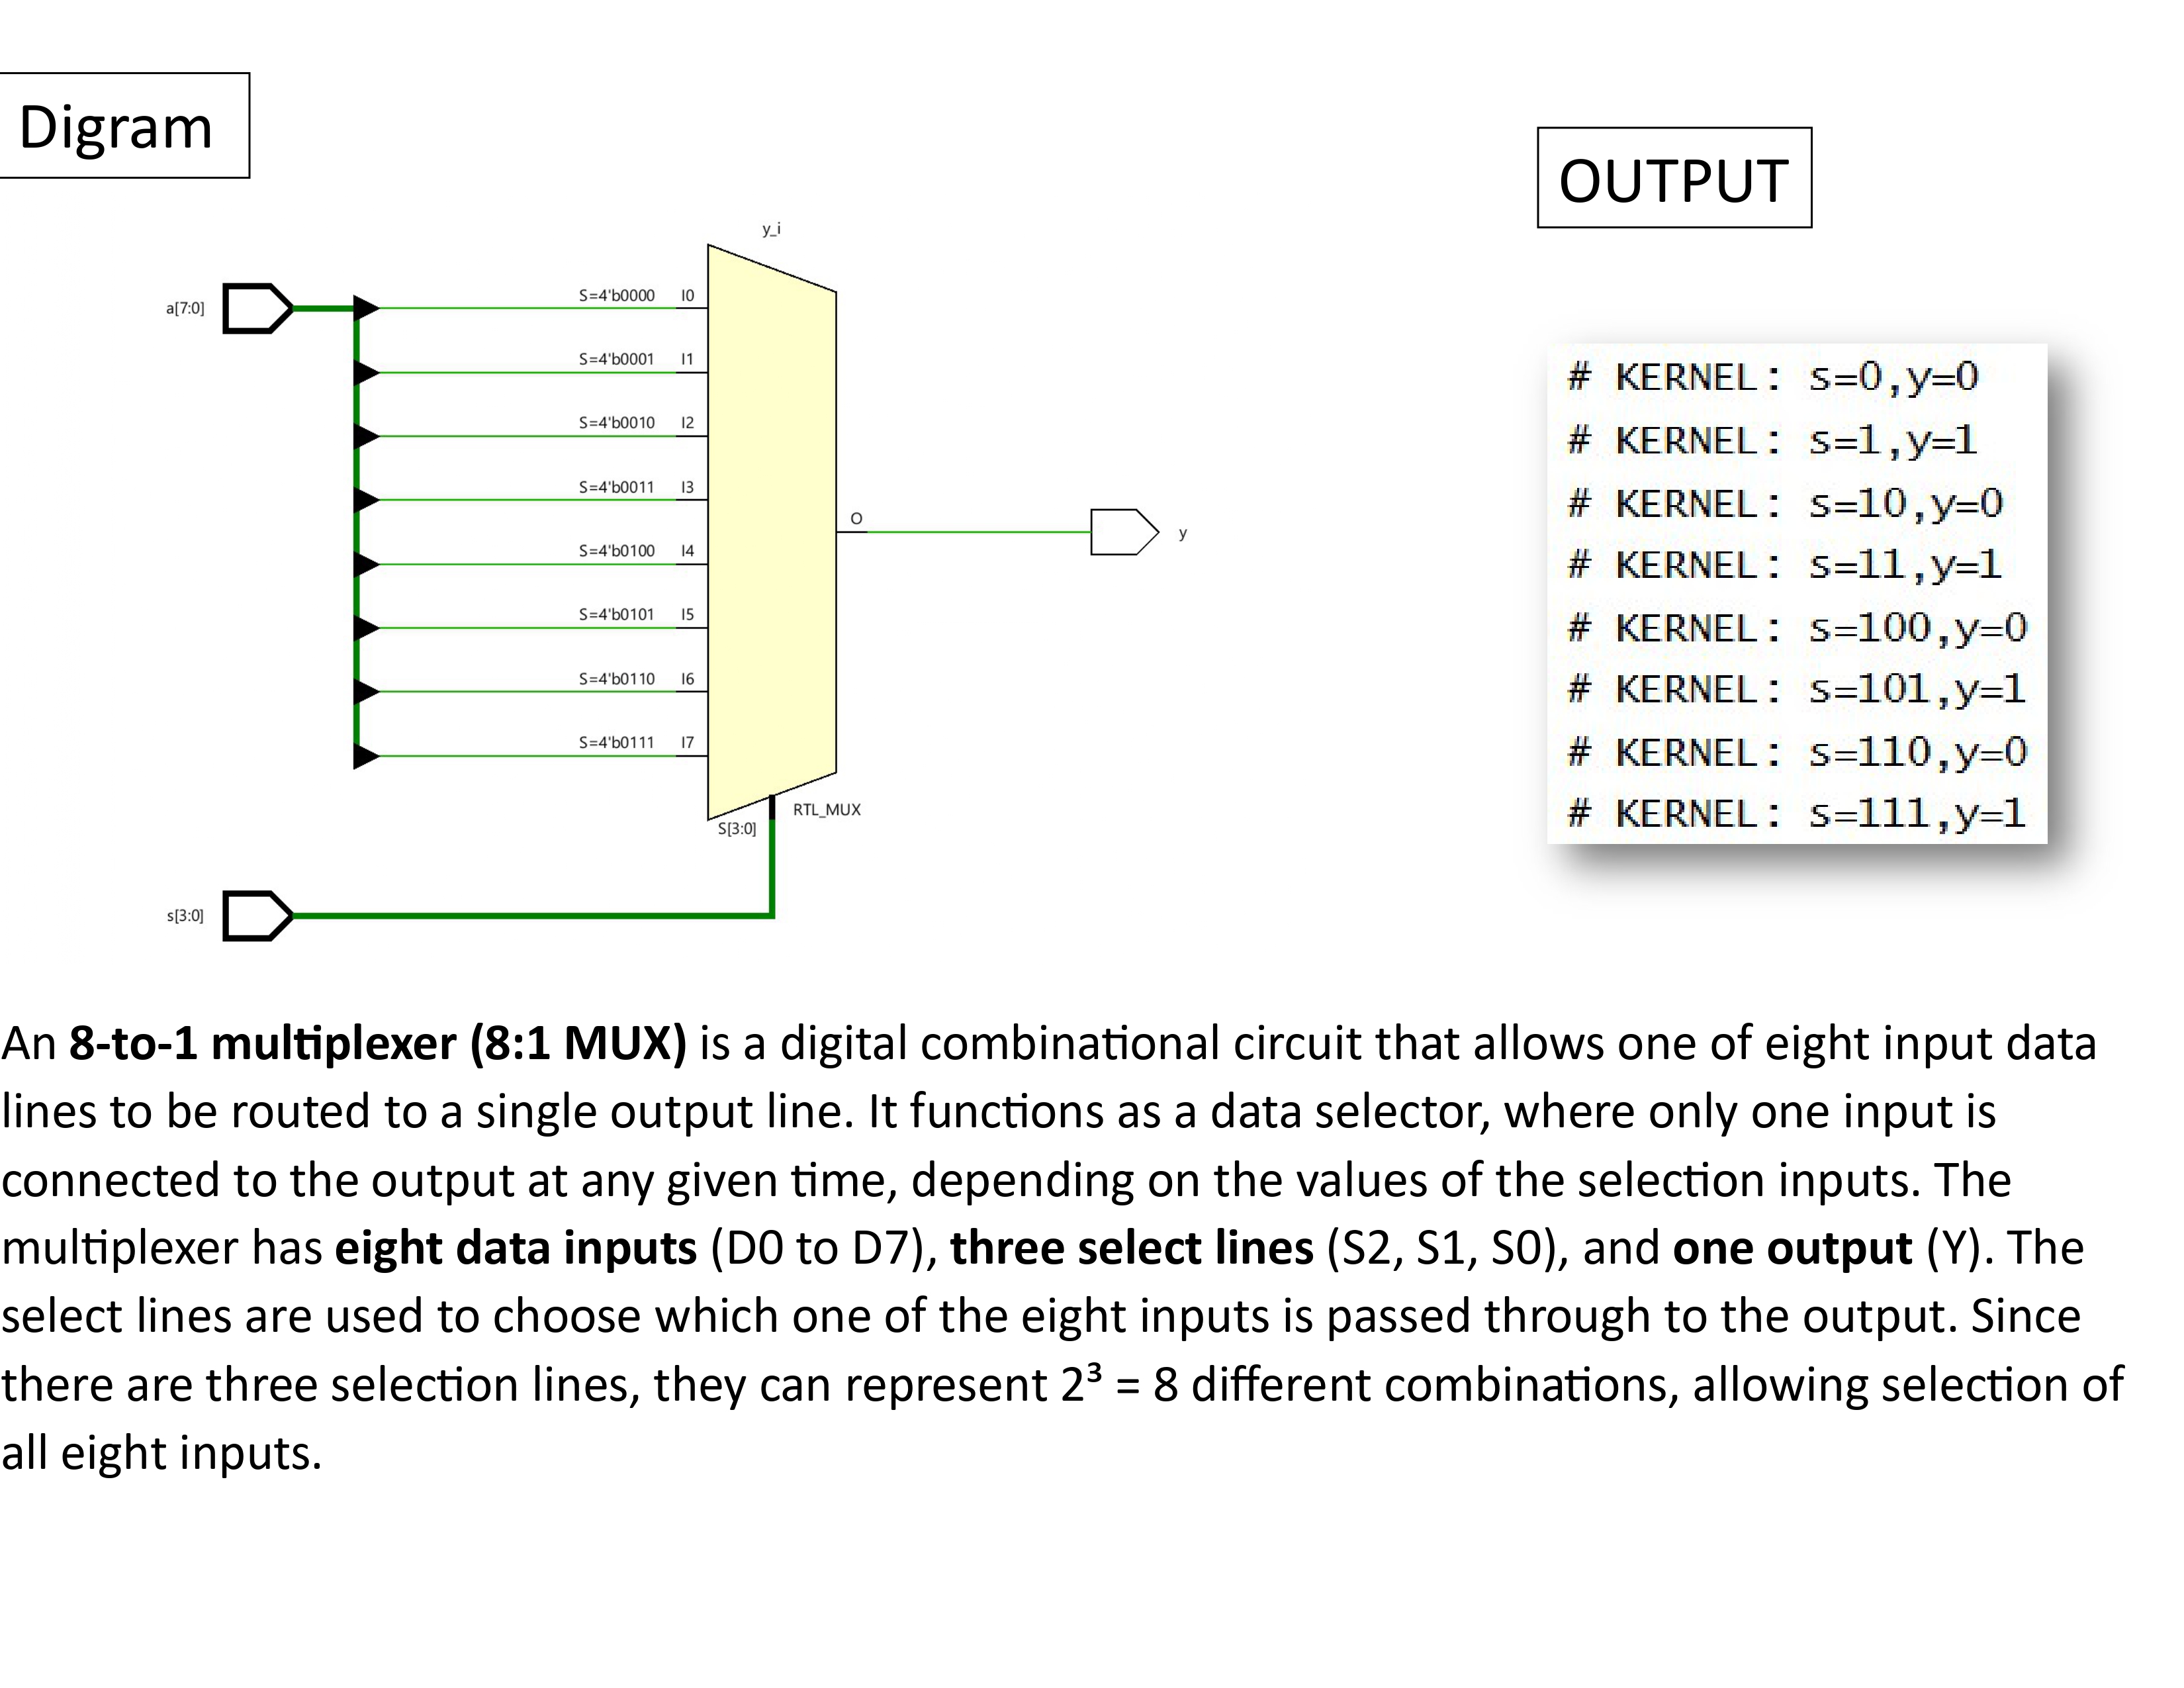 Digram
OUTPUT
y_i
a[7:0]
S=4'b0000 I0
S=4'b0001 I1
S=4'b0010 I2
S=4'b0011 I3
S=4'b0100 I4
S=4'b0101 I5
S=4'b0110 I6
S=4'b0111 I7
O
y
RTL_MUX
S[3:0]
s[3:0]
# KERNEL: s=0,y=0
# KERNEL: s=1,y=1
# KERNEL: s=10,y=0
# KERNEL: s=11,y=1
# KERNEL: s=100,y=0
# KERNEL: s=101,y=1
# KERNEL: s=110,y=0
# KERNEL: s=111,y=1
An 8-to-1 multiplexer (8:1 MUX) is a digital combinational circuit that allows one of eight input data
lines to be routed to a single output line. It functions as a data selector, where only one input is
connected to the output at any given time, depending on the values of the selection inputs. The
multiplexer has eight data inputs (D0 to D7), three select lines (S2, S1, S0), and one output (Y). The
select lines are used to choose which one of the eight inputs is passed through to the output. Since
there are three selection lines, they can represent 2³ = 8 different combinations, allowing selection of
all eight inputs.